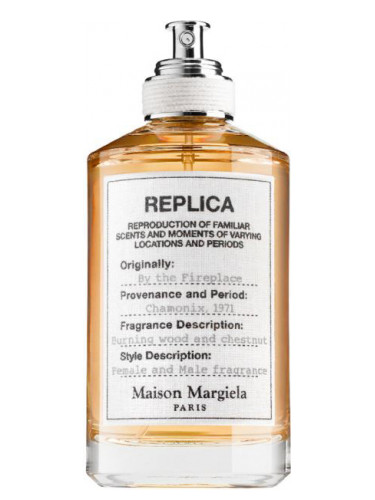 REPLICA
REPRODUCTION OF FAMILIAR
SCENTS AND MOMENTS OF VARYING
LOCATIONS AND PERIODS
Originally:
By the Fireplace
Provenance and Period:
Chamonix, 1971
Fragrance Description:
Burning wood and chestnut
Style Description:
Female and Male fragrance
Maison Margiela
PARIS